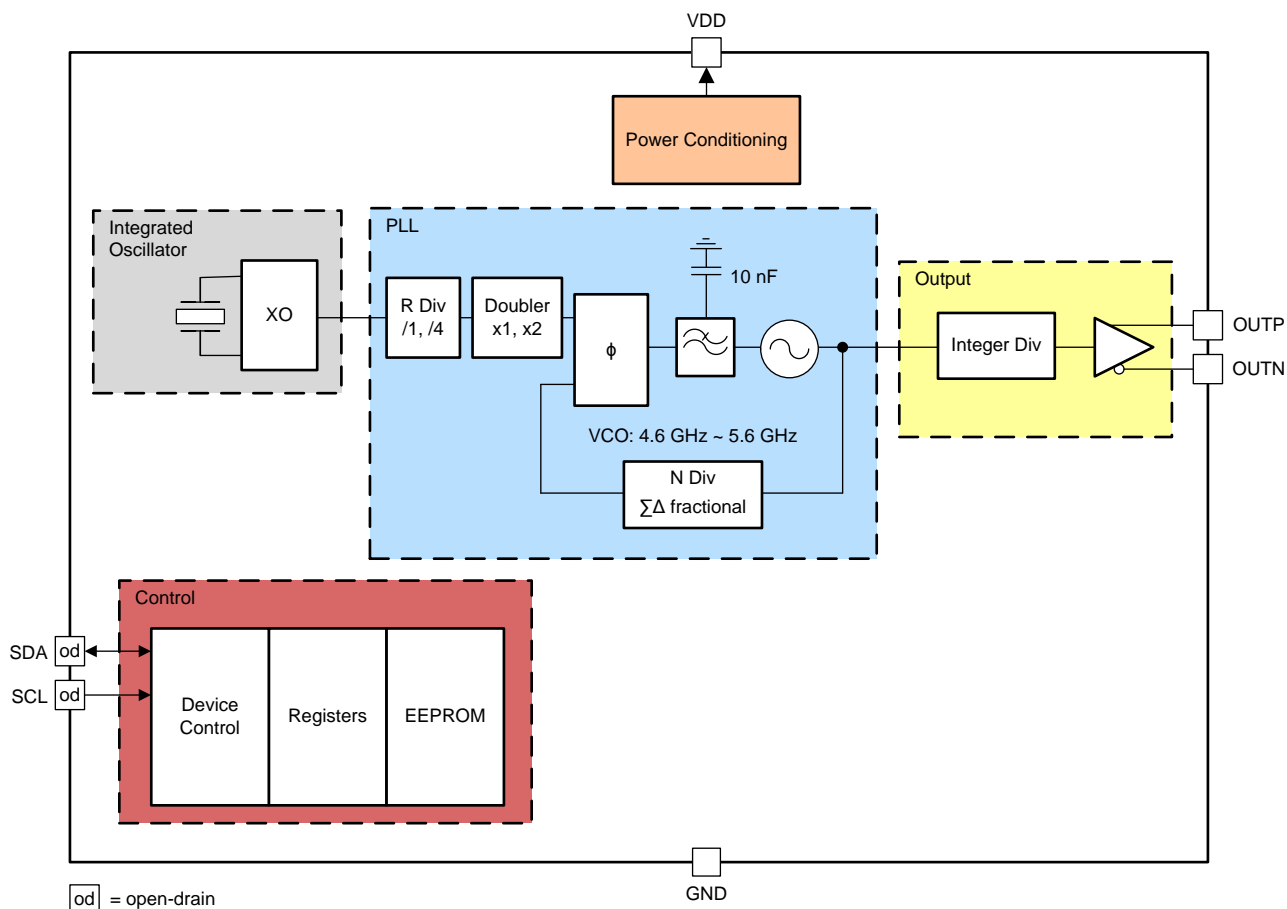 VDD
Power Conditioning
Integrated
Oscillator
XO
PLL
R Div
/1, /4
Doubler
x1, x2
ϕ
10 nF
VCO: 4.6 GHz ~ 5.6 GHz
N Div
∑Δ fractional
Output
Integer Div
OUTP
OUTN
Control
SDA
od
SCL
od
Device
Control
Registers
EEPROM
GND
od = open-drain